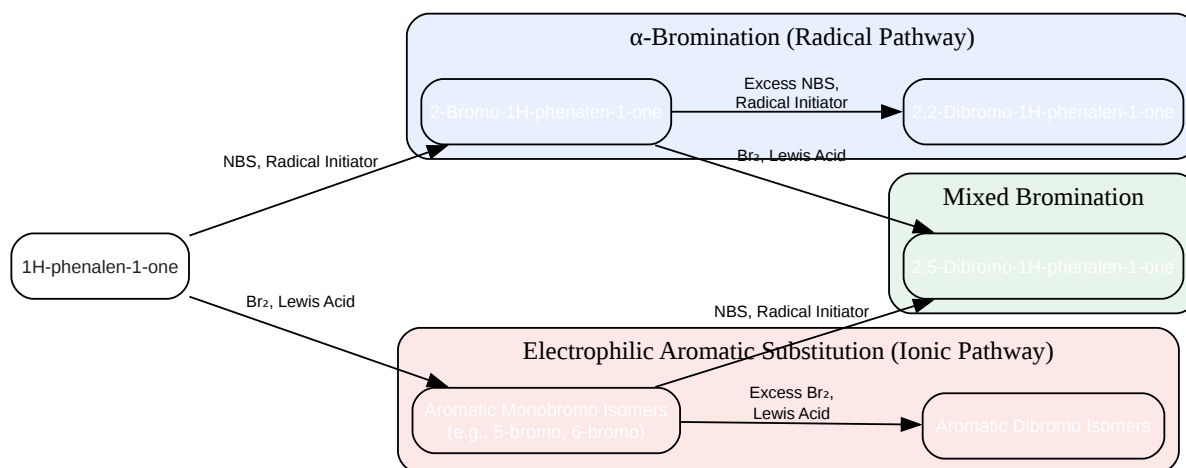 α-Bromination (Radical Pathway)
2-Bromo-1H-phenalen-1-one
Excess NBS,
Radical Initiator
2,2-Dibromo-1H-phenalen-1-one
NBS, Radical Initiator
Br₂, Lewis Acid
Mixed Bromination
2,5-Dibromo-1H-phenalen-1-one
1H-phenalen-1-one
Br₂, Lewis Acid
NBS, Radical Initiator
Electrophilic Aromatic Substitution (Ionic Pathway)
Aromatic Monobromo Isomers
(e.g., 5-bromo, 6-bromo)
Excess Br₂,
Lewis Acid
Aromatic Dibromo Isomers